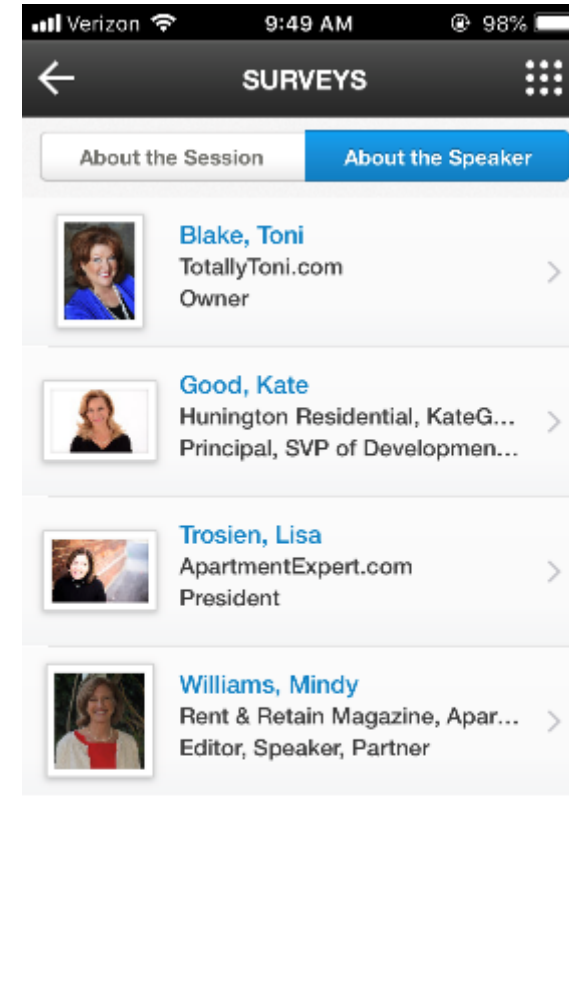 Verizon 9:49 AM 98%
SURVEYS
About the Session About the Speaker
Blake, Toni
TotallyToni.com
Owner
Good, Kate
Hunington Residential, KateG...
Principal, SVP of Developmen...
Trosien, Lisa
ApartmentExpert.com
President
Williams, Mindy
Rent & Retain Magazine, Apar...
Editor, Speaker, Partner